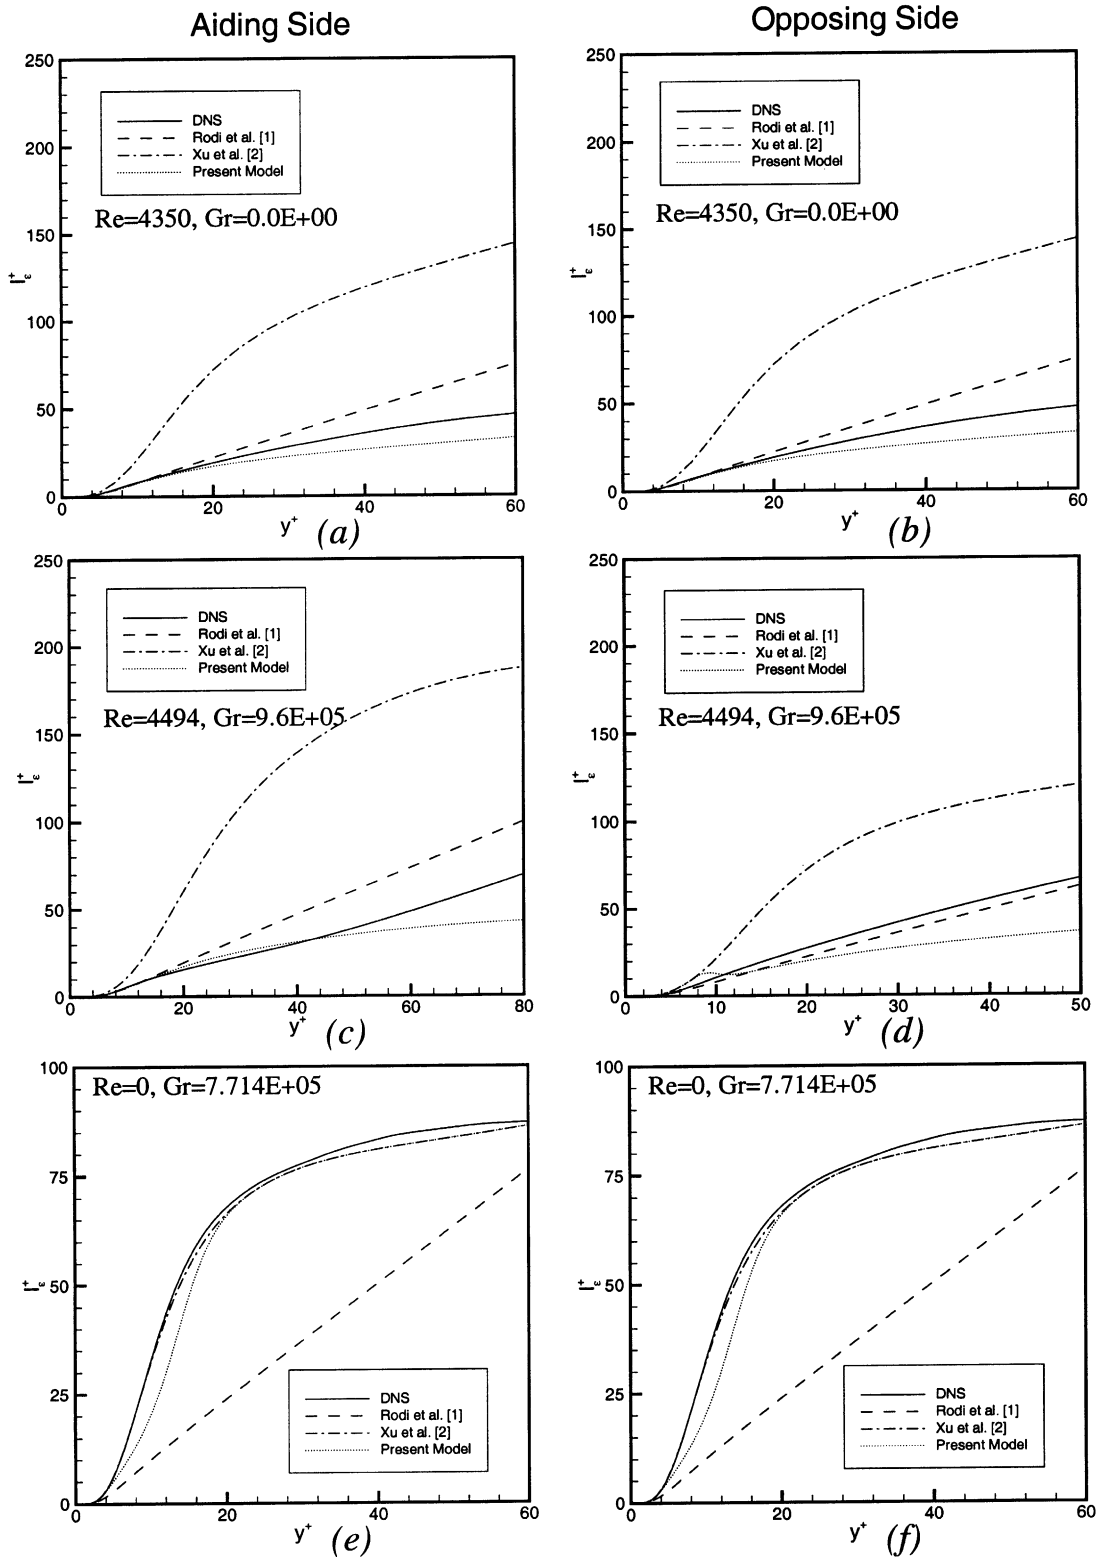 Aiding Side
Opposing Side
250
200
150
100
50
0
l⁺ε
DNS
Rodi et al. [1]
Xu et al. [2]
Present Model
Re=4350, Gr=0.0E+00
0 20 40 60
y⁺ (a)
250
200
150
100
50
0
l⁺ε
DNS
Rodi et al. [1]
Xu et al. [2]
Present Model
Re=4350, Gr=0.0E+00
0 20 40 60
y⁺ (b)
250
200
150
100
50
0
l⁺ε
DNS
Rodi et al. [1]
Xu et al. [2]
Present Model
Re=4494, Gr=9.6E+05
0 20 40 60 80
y⁺ (c)
250
200
150
100
50
0
l⁺ε
DNS
Rodi et al. [1]
Xu et al. [2]
Present Model
Re=4494, Gr=9.6E+05
0 10 20 30 40 50
y⁺ (d)
100
75
50
25
0
l⁺ε
Re=0, Gr=7.714E+05
DNS
Rodi et al. [1]
Xu et al. [2]
Present Model
0 20 40 60
y⁺ (e)
100
75
50
25
0
l⁺ε
Re=0, Gr=7.714E+05
DNS
Rodi et al. [1]
Xu et al. [2]
Present Model
0 20 40 60
y⁺ (f)